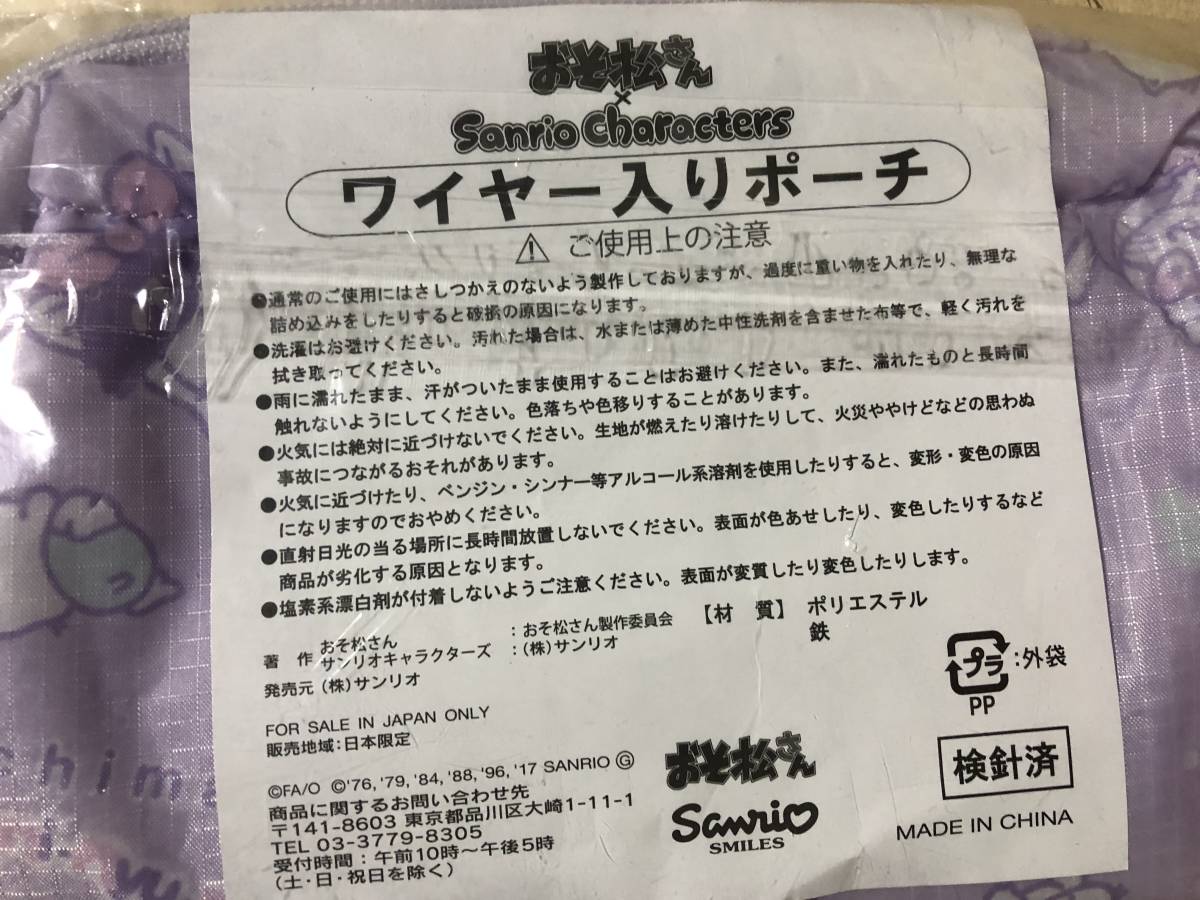 おそ松さん
×
Sanrio Characters
ワイヤー入りポーチ
⚠ ご使用上の注意
●通常のご使用にはさしつかえのないよう製作しておりますが、過度に重い物を入れたり、無理な
詰め込みをしたりすると破損の原因になります。
●洗濯はお避けください。汚れた場合は、水または薄めた中性洗剤を含ませた布等で、軽く汚れを
拭き取ってください。
●雨に濡れたまま、汗がついたまま使用することはお避けください。また、濡れたものと長時間
触れないようにしてください。色落ちや色移りすることがあります。
●火気には絶対に近づけないでください。生地が燃えたり溶けたりして、火災ややけどなどの思わぬ
事故につながるおそれがあります。
●火気に近づけたり、ベンジン・シンナー等アルコール系溶剤を使用したりすると、変形・変色の原因
になりますのでおやめください。
●直射日光の当る場所に長時間放置しないでください。表面が色あせしたり、変色したりするなど
商品が劣化する原因となります。
●塩素系漂白剤が付着しないようご注意ください。表面が変質したり変色したりします。
著 作 おそ松さん : おそ松さん製作委員会
サンリオキャラクターズ : (株)サンリオ
発売元 (株)サンリオ
【材 質】 ポリエステル
鉄
プラ :外袋
PP
FOR SALE IN JAPAN ONLY
販売地域:日本限定
©FA/O ©'76, '79, '84, '88, '96, '17 SANRIO Ⓖ
商品に関するお問い合わせ先
〒141-8603 東京都品川区大崎1-11-1
TEL 03-3779-8305
受付時間:午前10時～午後5時
(土・日・祝日を除く)
おそ松さん
Sanrio
SMILES
検針済
MADE IN CHINA